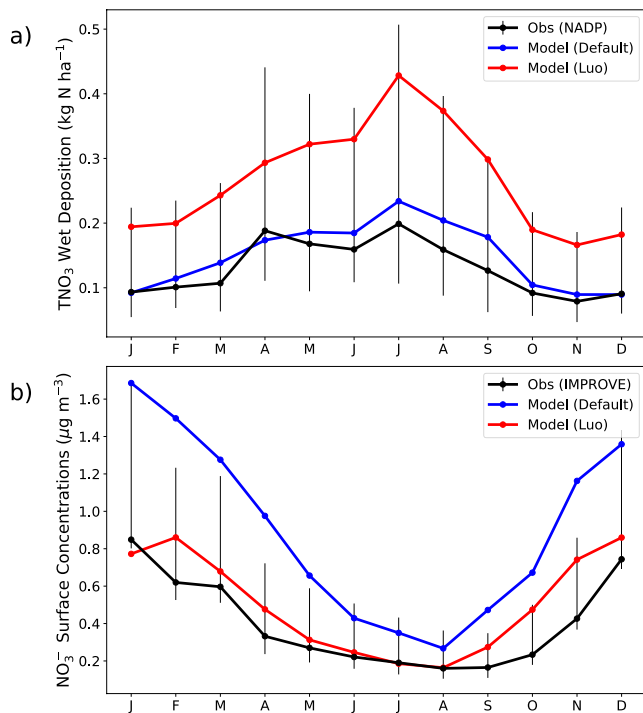 a)
TNO₃ Wet Deposition (kg N ha⁻¹)
0.5
0.4
0.3
0.2
0.1
Obs (NADP)
Model (Default)
Model (Luo)
J F M A M J J A S O N D
b)
NO₃⁻ Surface Concentrations (μg m⁻³)
1.6
1.4
1.2
1.0
0.8
0.6
0.4
0.2
Obs (IMPROVE)
Model (Default)
Model (Luo)
J F M A M J J A S O N D